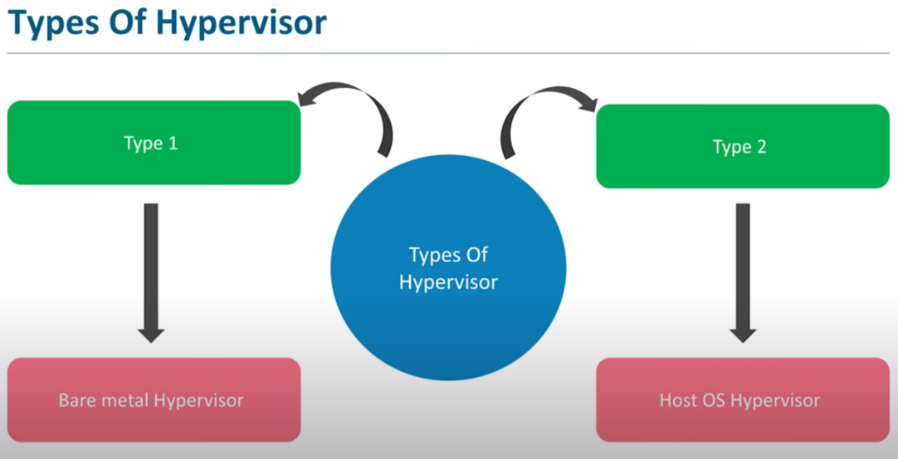 Types Of Hypervisor
Type 1
Type 2
Types Of
Hypervisor
Bare metal Hypervisor
Host OS Hypervisor